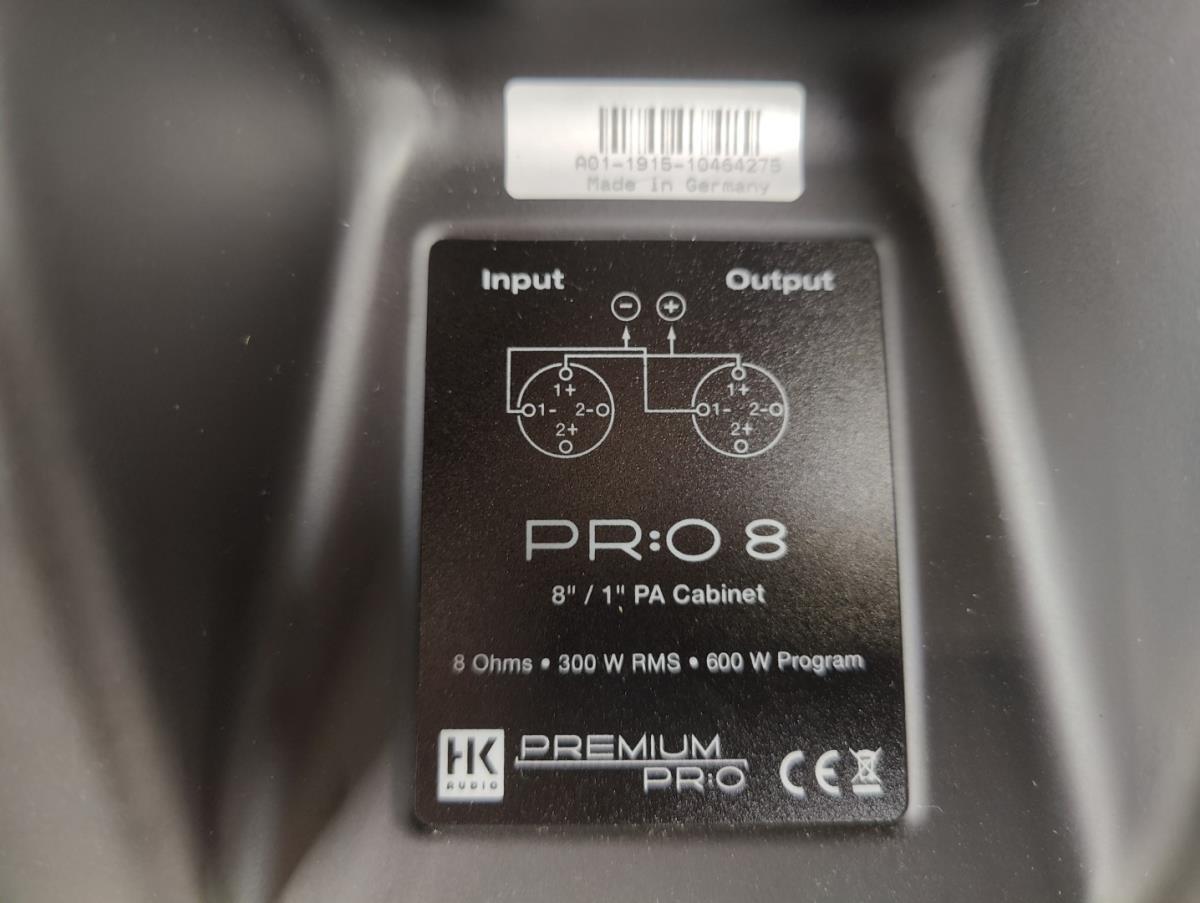 A01-1915-10464275
Made in Germany
Input
Output
- +
1+
1- 2-
2+
1+
1- 2-
2+
PR:O 8
8" / 1" PA Cabinet
8 Ohms • 300 W RMS • 600 W Program
HK
AUDIO
PREMIUM
PR:O
CE